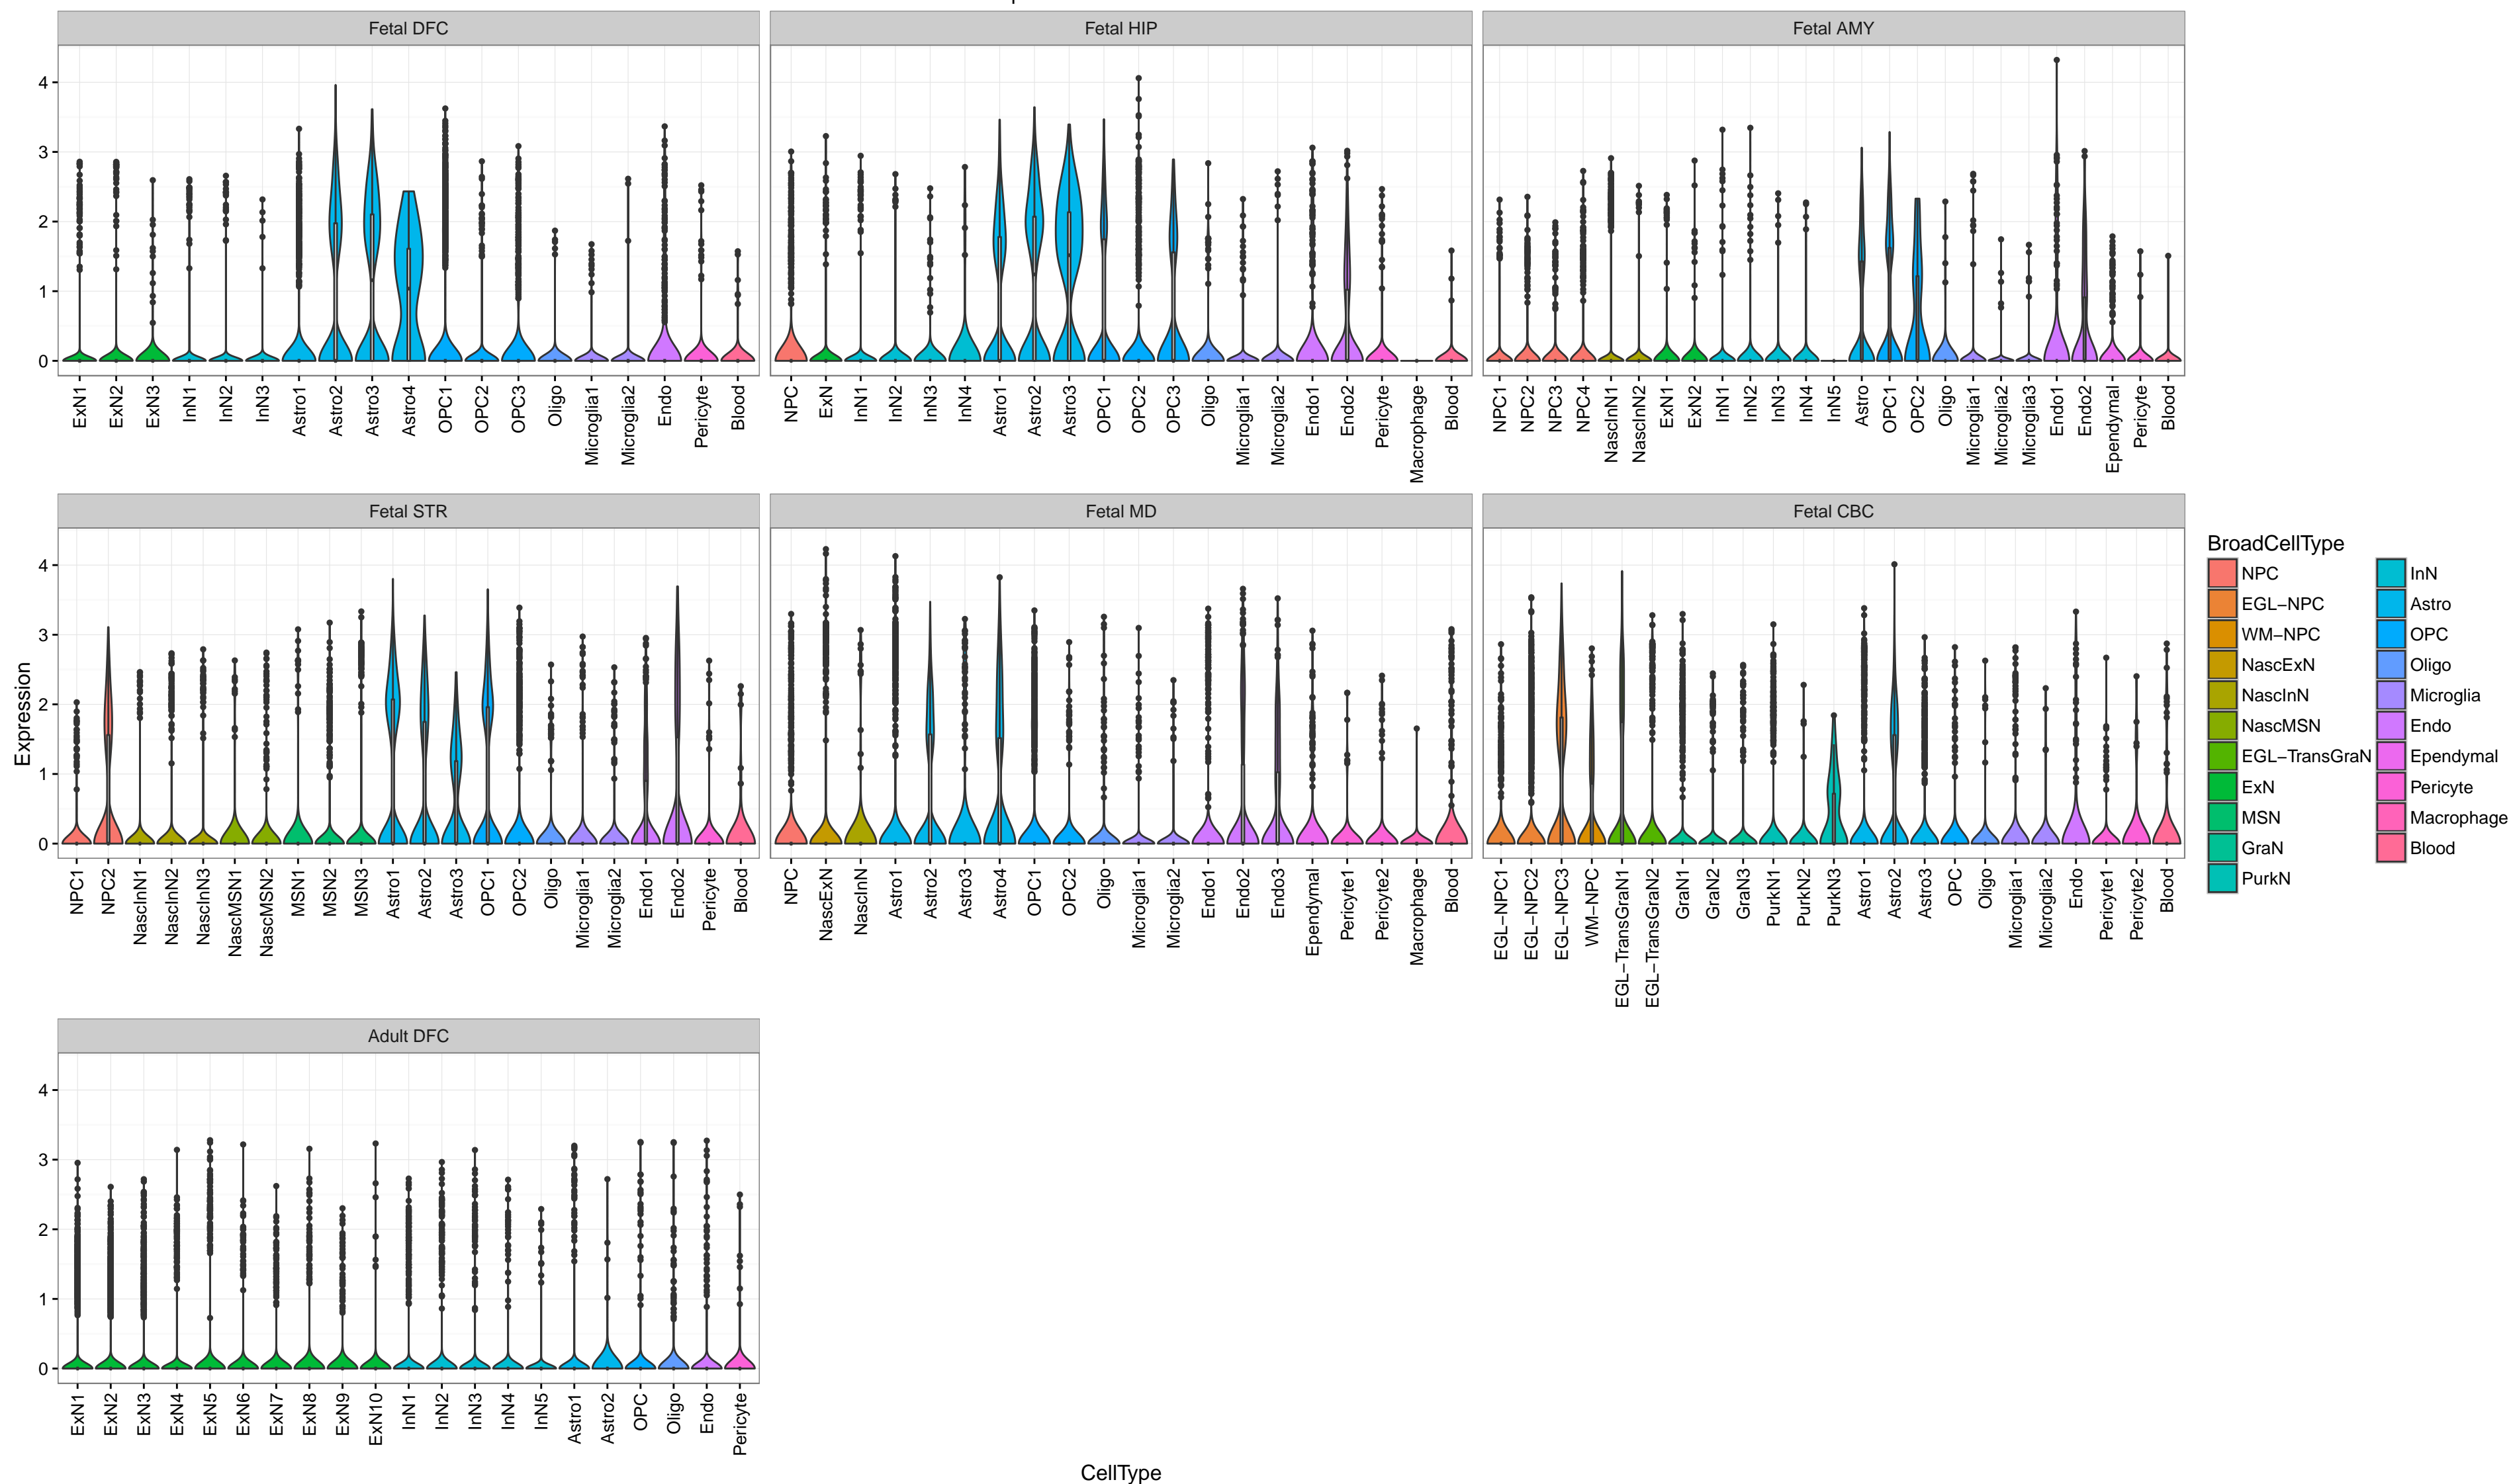 Fetal DFC Fetal HIP Fetal AMY
4
3
2
1
0
ExN1 ExN2 ExN3 InN1 InN2 InN3 Astro1 Astro2 Astro3 Astro4 OPC1 OPC2 OPC3 Oligo Microglia1 Microglia2 Endo Pericyte Blood
NPC ExN InN1 InN2 InN3 InN4 Astro1 Astro2 Astro3 OPC1 OPC2 OPC3 Oligo Microglia1 Microglia2 Endo1 Endo2 Pericyte Macrophage Blood
NPC1 NPC2 NPC3 NPC4 NascInN1 NascInN2 ExN1 ExN2 InN1 InN2 InN3 InN4 InN5 Astro OPC1 OPC2 Oligo Microglia1 Microglia2 Microglia3 Endo1 Endo2 Ependymal Pericyte Blood
Fetal STR Fetal MD Fetal CBC
Expression
4
3
2
1
0
NPC1 NPC2 NascInN1 NascInN2 NascInN3 NascMSN1 NascMSN2 MSN1 MSN2 MSN3 Astro1 Astro2 Astro3 OPC1 OPC2 Oligo Microglia1 Microglia2 Endo1 Endo2 Pericyte Blood
NPC NascExN NascInN Astro1 Astro2 Astro3 Astro4 OPC1 OPC2 Oligo Microglia1 Microglia2 Endo1 Endo2 Endo3 Ependymal Pericyte1 Pericyte2 Macrophage Blood
EGL−NPC1 EGL−NPC2 EGL−NPC3 WM−NPC EGL−TransGraN1 EGL−TransGraN2 GraN1 GraN2 GraN3 PurkN1 PurkN2 PurkN3 Astro1 Astro2 Astro3 OPC Oligo Microglia1 Microglia2 Endo Pericyte1 Pericyte2 Blood
BroadCellType
NPC InN
EGL−NPC Astro
WM−NPC OPC
NascExN Oligo
NascInN Microglia
NascMSN Endo
EGL−TransGraN Ependymal
ExN Pericyte
MSN Macrophage
GraN Blood
PurkN
Adult DFC
4
3
2
1
0
ExN1 ExN2 ExN3 ExN4 ExN5 ExN6 ExN7 ExN8 ExN9 ExN10 InN1 InN2 InN3 InN4 InN5 Astro1 Astro2 OPC Oligo Endo Pericyte
CellType